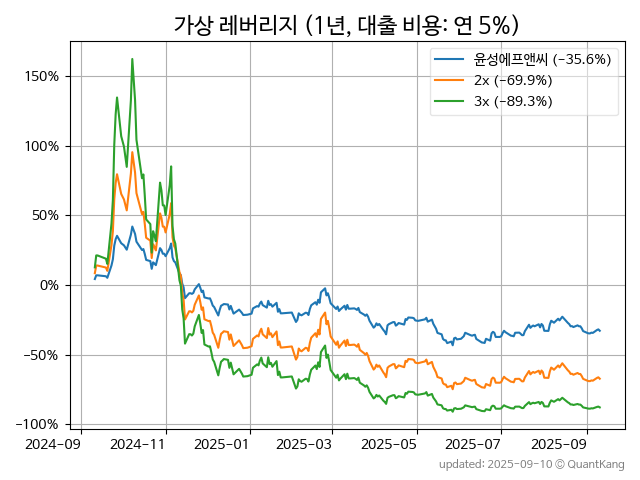 가상 레버리지 (1년, 대출 비용: 연 5%)
윤성에프앤씨 (-35.6%)
2x (-69.9%)
3x (-89.3%)
150%
100%
50%
0%
−50%
−100%
2024-09
2024-11
2025-01
2025-03
2025-05
2025-07
2025-09
updated: 2025-09-10 © QuantKang